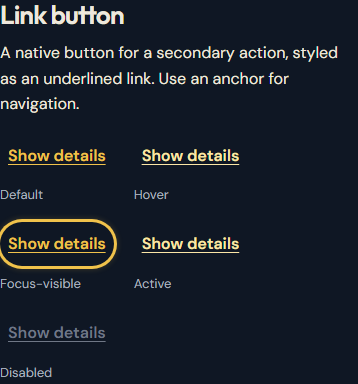 Link button
A native button for a secondary action, styled
as an underlined link. Use an anchor for
navigation.
Show details Show details
Default Hover
Show details Show details
Focus-visible Active
Show details
Disabled